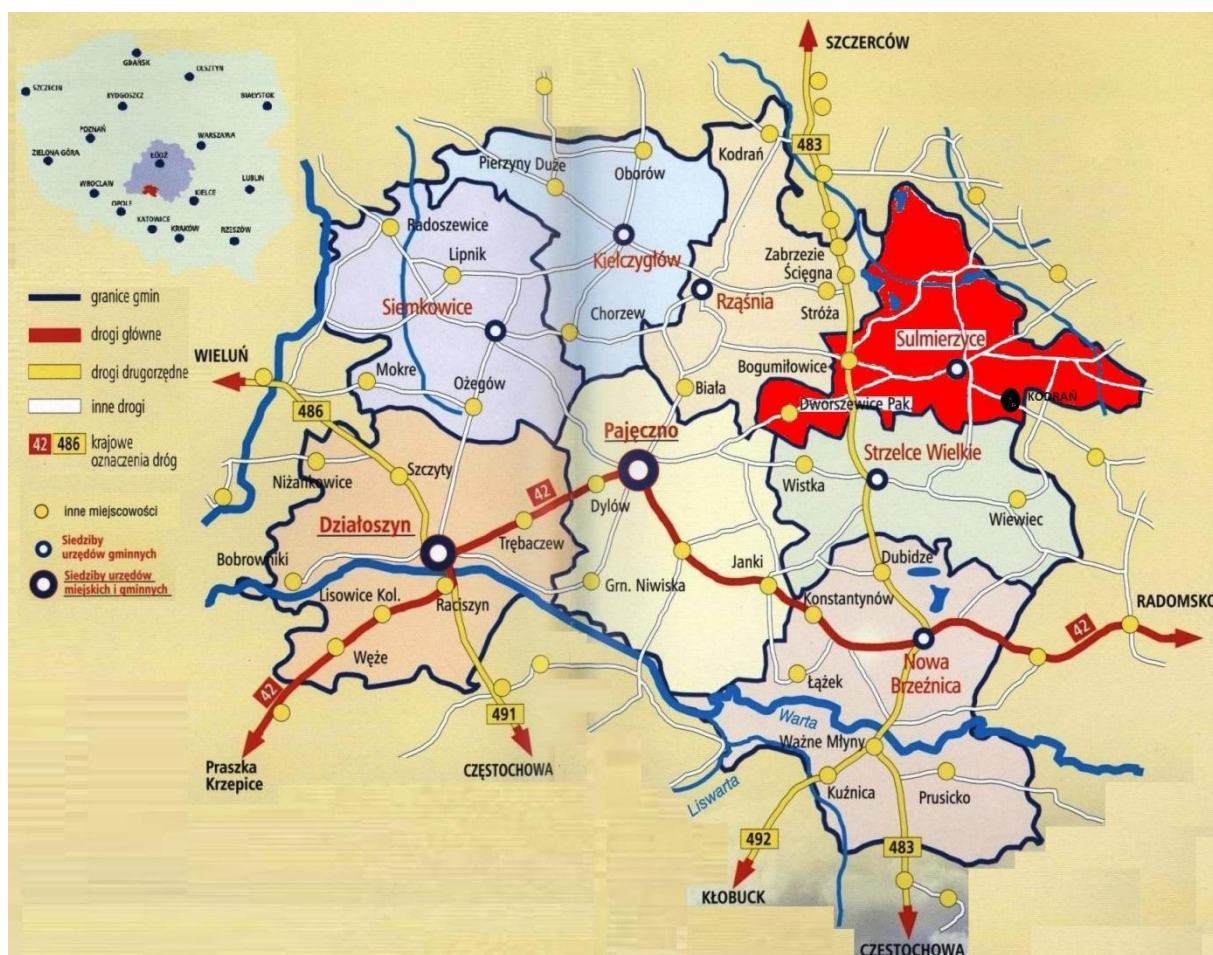 GDAŃSK
OLSZTYN
SZCZECIN
BYDGOSZCZ
BIAŁYSTOK
POZNAŃ
WARSZAWA
ZIELONA GÓRA
ŁÓDŹ
WROCŁAW
KIELCE
LUBLIN
OPOLE
KATOWICE
KRAKÓW
RZESZÓW
granice gmin
drogi główne
drogi drugorzędne
inne drogi
42 486 krajowe
oznaczenia dróg
inne miejscowości
Siedziby
urzędów gminnych
Siedziby urzędów
miejskich i gminnych
SZCZERCÓW
483
Kodrań
Pierzyny Duże
Oborów
Radoszewice
Lipnik
Kiełczygłów
Zabrzezie
Ścięgna
Siemkowice
Chorzew
Rząśnia
Stróża
Sulmierzyce
WIELUŃ
486
Mokre
Ożegów
Biała
Bogumiłowice
Dworszewice Pak.
KODRAŃ
Pajęczno
Strzelce Wielkie
Szczyty
Niżankowice
42
Dylów
Wistka
Wiewiec
Działoszyn
Trębaczew
Bobrowniki
Grn. Niwiska
Janki
Dubidze
Lisowice Kol.
Raciszyn
Konstantynów
RADOMSKO
42
Węże
Łążek
Nowa
Brzeźnica
42
491
Warta
Ważne Młyny
Praszka
Krzepice
CZĘSTOCHOWA
Liswarta
Kuźnica
Prusicko
492
483
KŁOBUCK
CZĘSTOCHOWA